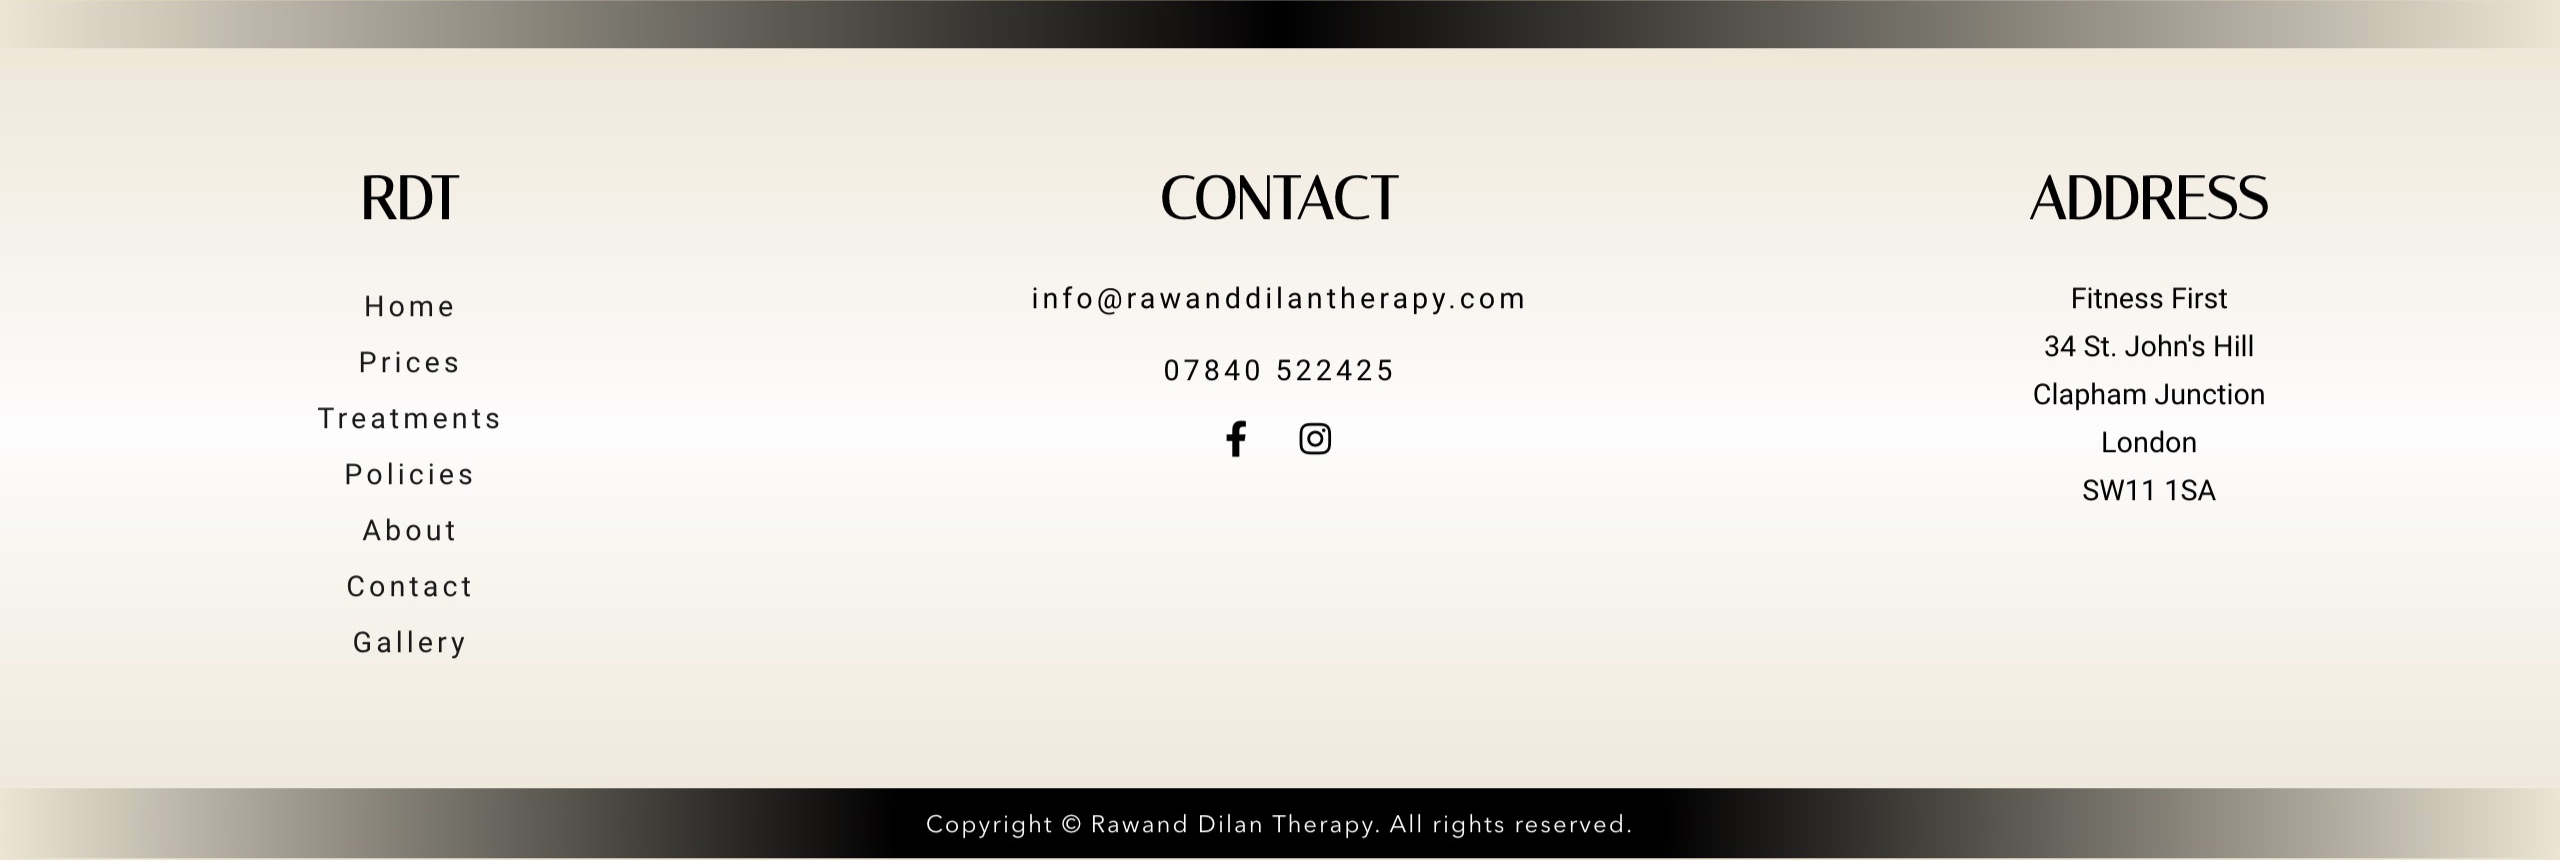 RDT
Home
Prices
Treatments
Policies
About
Contact
Gallery
CONTACT
info@rawanddilantherapy.com
07840 522425
ADDRESS
Fitness First
34 St. John's Hill
Clapham Junction
London
SW11 1SA
Copyright © Rawand Dilan Therapy. All rights reserved.